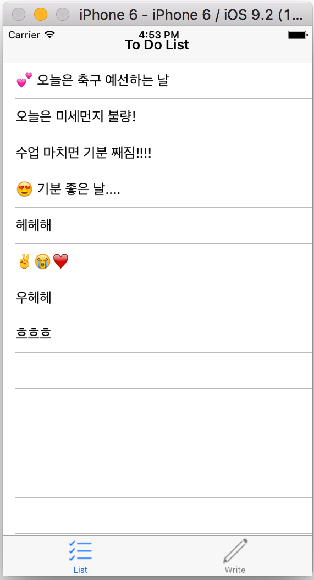 iPhone 6 - iPhone 6 / iOS 9.2 (1...
Carrier 4:53 PM
To Do List
💕 오늘은 축구 예선하는 날
오늘은 미세먼지 불량!
수업 마치면 기분 째짐!!!!
😍 기분 좋은 날....
헤헤해
✌️😭❤️
우헤헤
흐흐흐
List Write